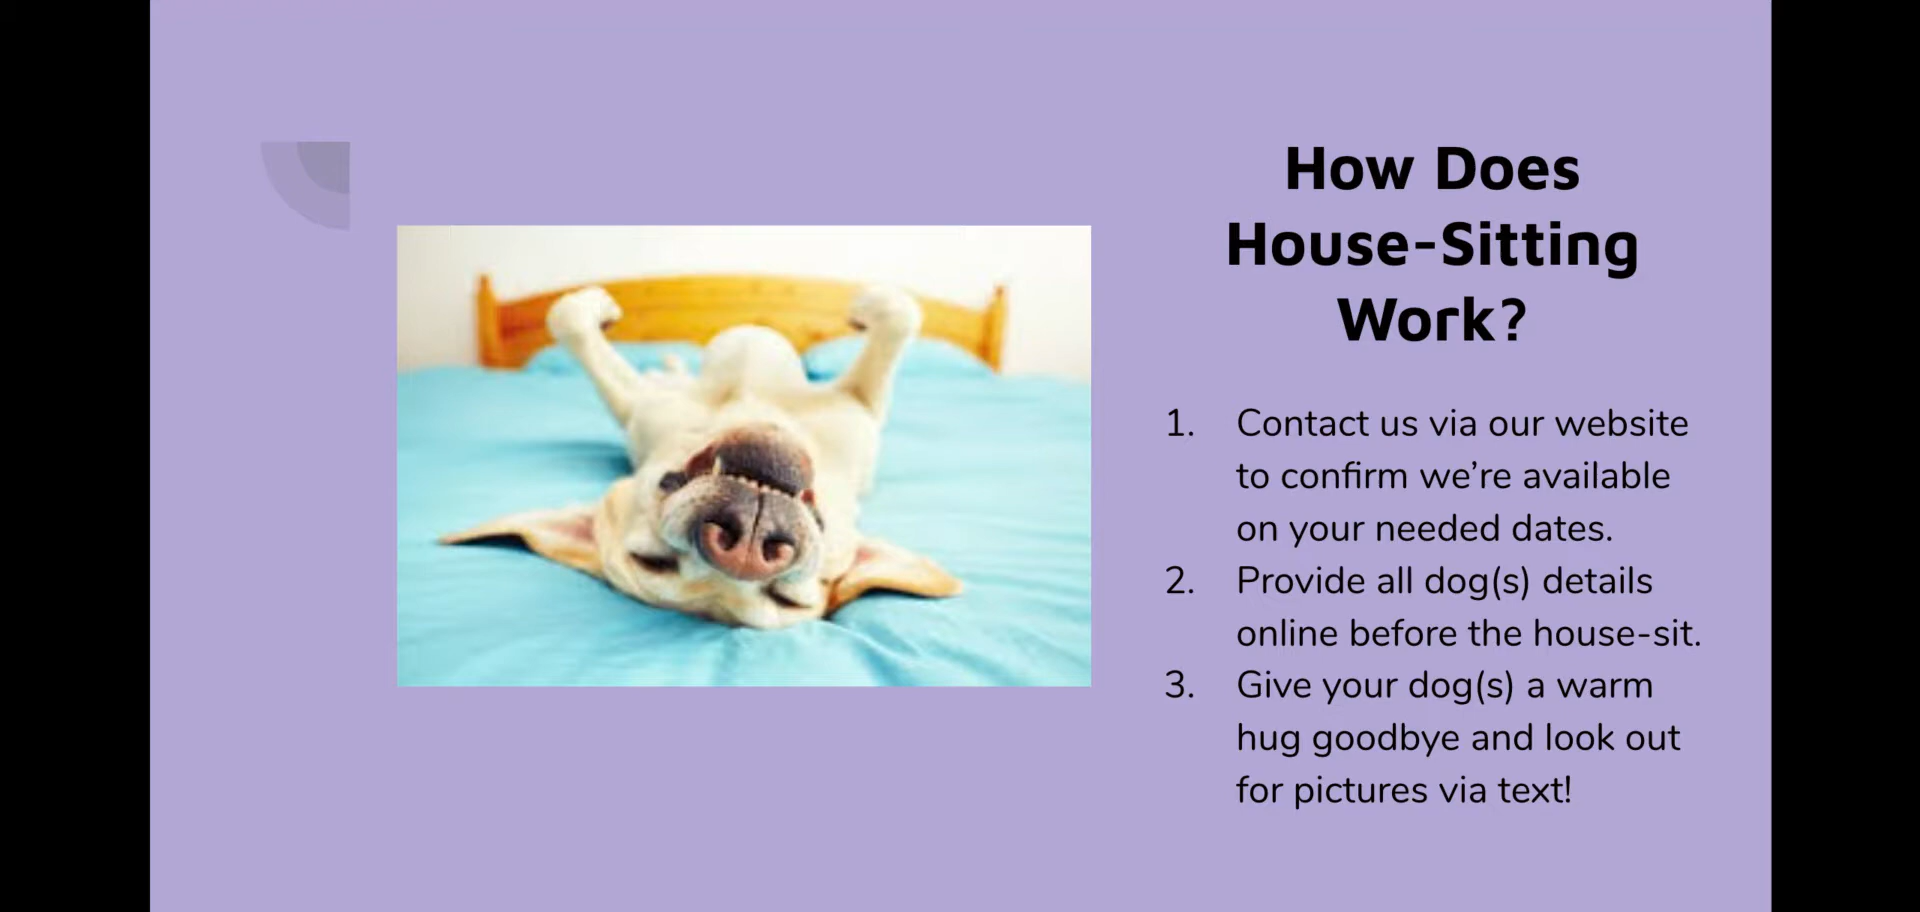 How Does
House-Sitting
Work?
1. Contact us via our website
to confirm we’re available
on your needed dates.
2. Provide all dog(s) details
online before the house-sit.
3. Give your dog(s) a warm
hug goodbye and look out
for pictures via text!